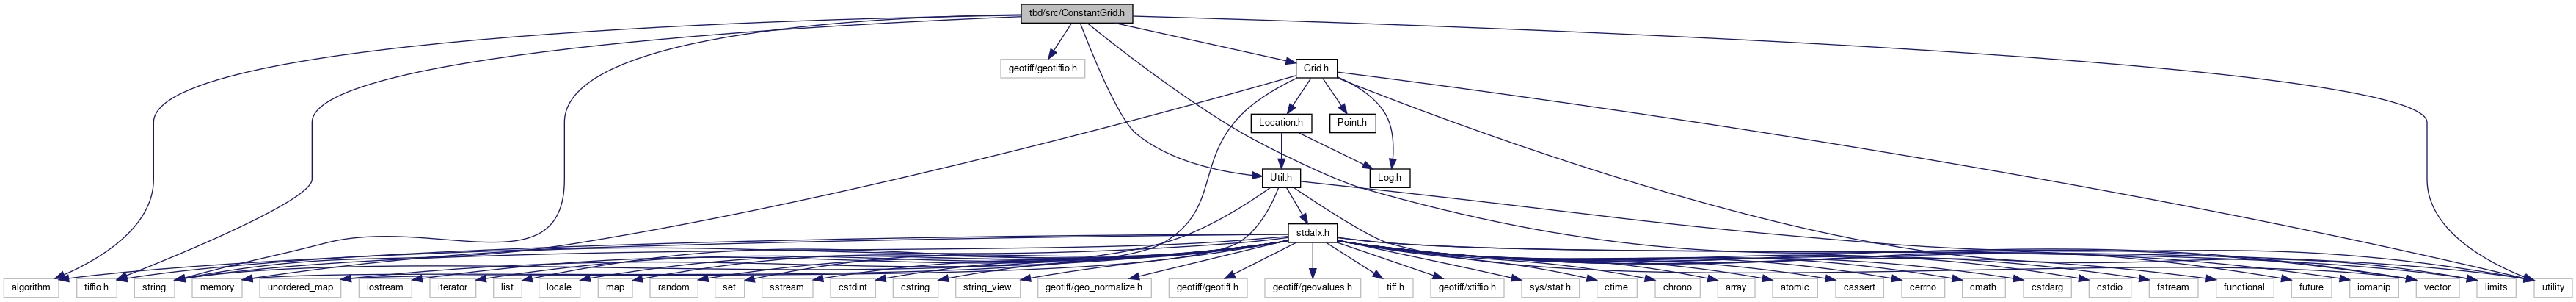 tbd/src/ConstantGrid.h
geotiff/geotiffio.h
Grid.h
Location.h
Point.h
Util.h
Log.h
stdafx.h
algorithm
tiffio.h
string
memory
unordered_map
iostream
iterator
list
locale
map
random
set
sstream
cstdint
cstring
string_view
geotiff/geo_normalize.h
geotiff/geotiff.h
geotiff/geovalues.h
tiff.h
geotiff/xtiffio.h
sys/stat.h
ctime
chrono
array
atomic
cassert
cerrno
cmath
cstdarg
cstdio
fstream
functional
future
iomanip
vector
limits
utility